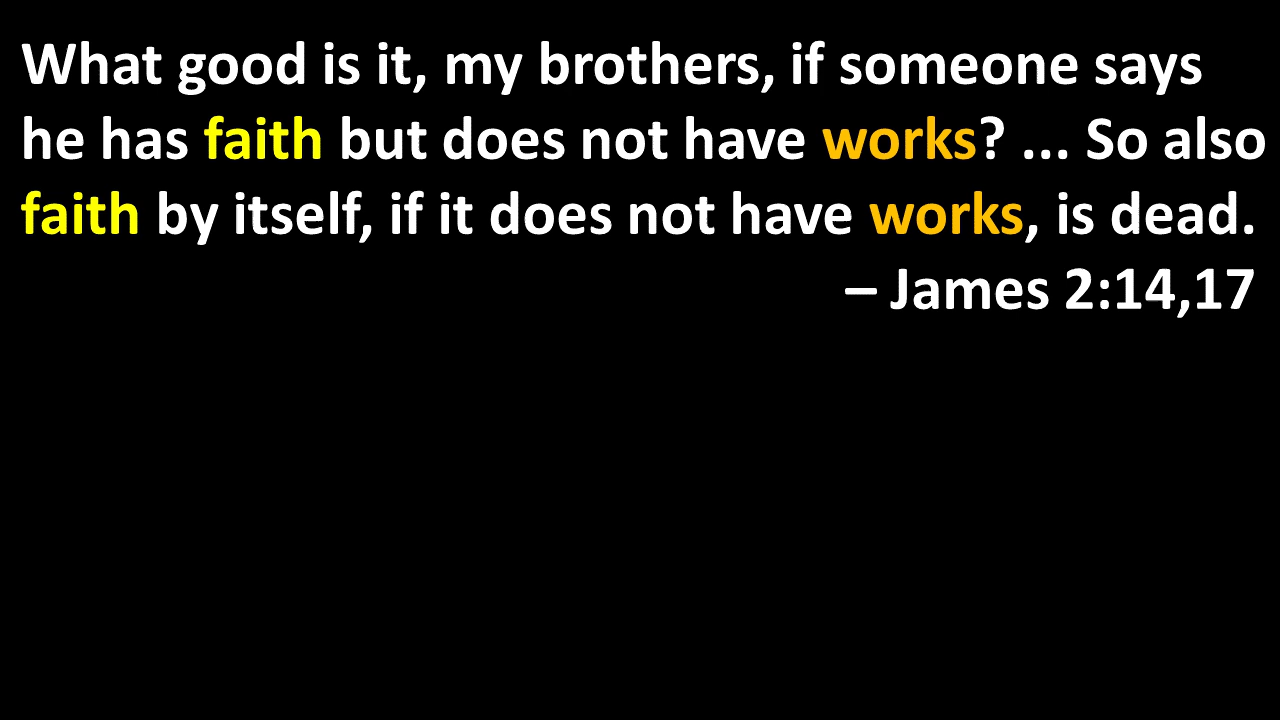 What good is it, my brothers, if someone says
he has faith but does not have works? ... So also
faith by itself, if it does not have works, is dead.
– James 2:14,17